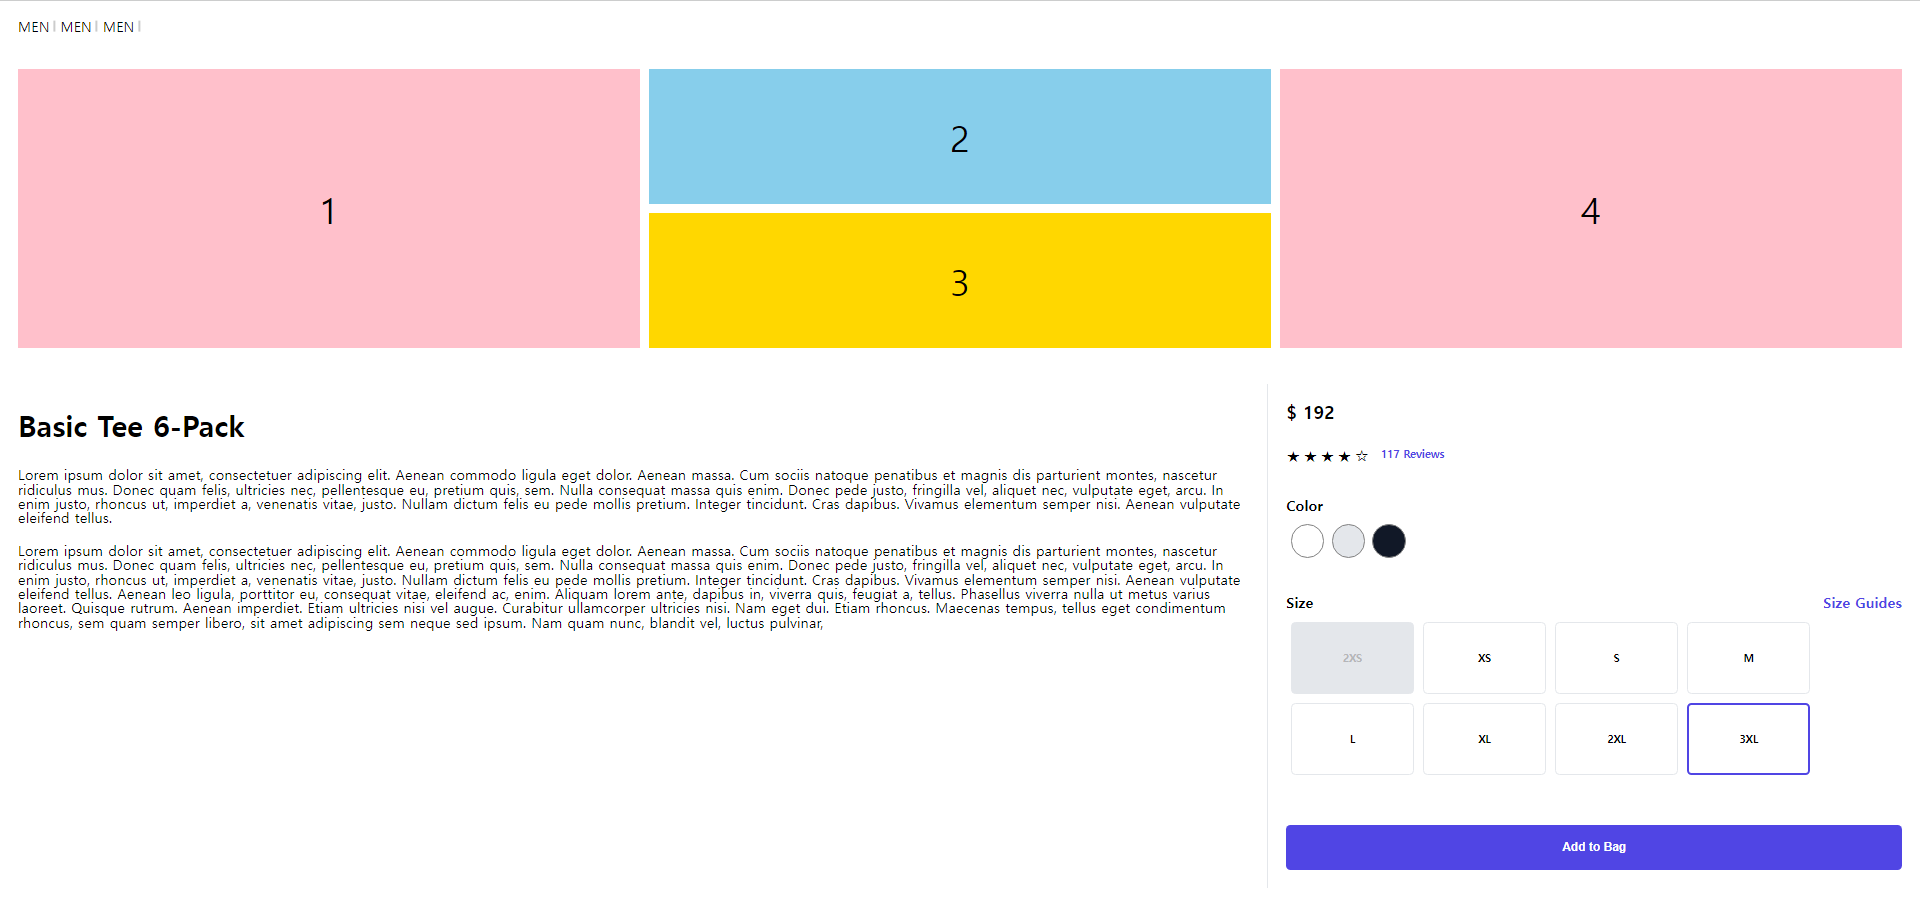 MEN | MEN | MEN |
1
2
3
4
Basic Tee 6-Pack
Lorem ipsum dolor sit amet, consectetuer adipiscing elit. Aenean commodo ligula eget dolor. Aenean massa. Cum sociis natoque penatibus et magnis dis parturient montes, nascetur
ridiculus mus. Donec quam felis, ultricies nec, pellentesque eu, pretium quis, sem. Nulla consequat massa quis enim. Donec pede justo, fringilla vel, aliquet nec, vulputate eget, arcu. In
enim justo, rhoncus ut, imperdiet a, venenatis vitae, justo. Nullam dictum felis eu pede mollis pretium. Integer tincidunt. Cras dapibus. Vivamus elementum semper nisi. Aenean vulputate
eleifend tellus.
Lorem ipsum dolor sit amet, consectetuer adipiscing elit. Aenean commodo ligula eget dolor. Aenean massa. Cum sociis natoque penatibus et magnis dis parturient montes, nascetur
ridiculus mus. Donec quam felis, ultricies nec, pellentesque eu, pretium quis, sem. Nulla consequat massa quis enim. Donec pede justo, fringilla vel, aliquet nec, vulputate eget, arcu. In
enim justo, rhoncus ut, imperdiet a, venenatis vitae, justo. Nullam dictum felis eu pede mollis pretium. Integer tincidunt. Cras dapibus. Vivamus elementum semper nisi. Aenean vulputate
eleifend tellus. Aenean leo ligula, porttitor eu, consequat vitae, eleifend ac, enim. Aliquam lorem ante, dapibus in, viverra quis, feugiat a, tellus. Phasellus viverra nulla ut metus varius
laoreet. Quisque rutrum. Aenean imperdiet. Etiam ultricies nisi vel augue. Curabitur ullamcorper ultricies nisi. Nam eget dui. Etiam rhoncus. Maecenas tempus, tellus eget condimentum
rhoncus, sem quam semper libero, sit amet adipiscing sem neque sed ipsum. Nam quam nunc, blandit vel, luctus pulvinar,
$ 192
★ ★ ★ ★ ☆ 117 Reviews
Color
Size Size Guides
2XS XS S M
L XL 2XL 3XL
Add to Bag